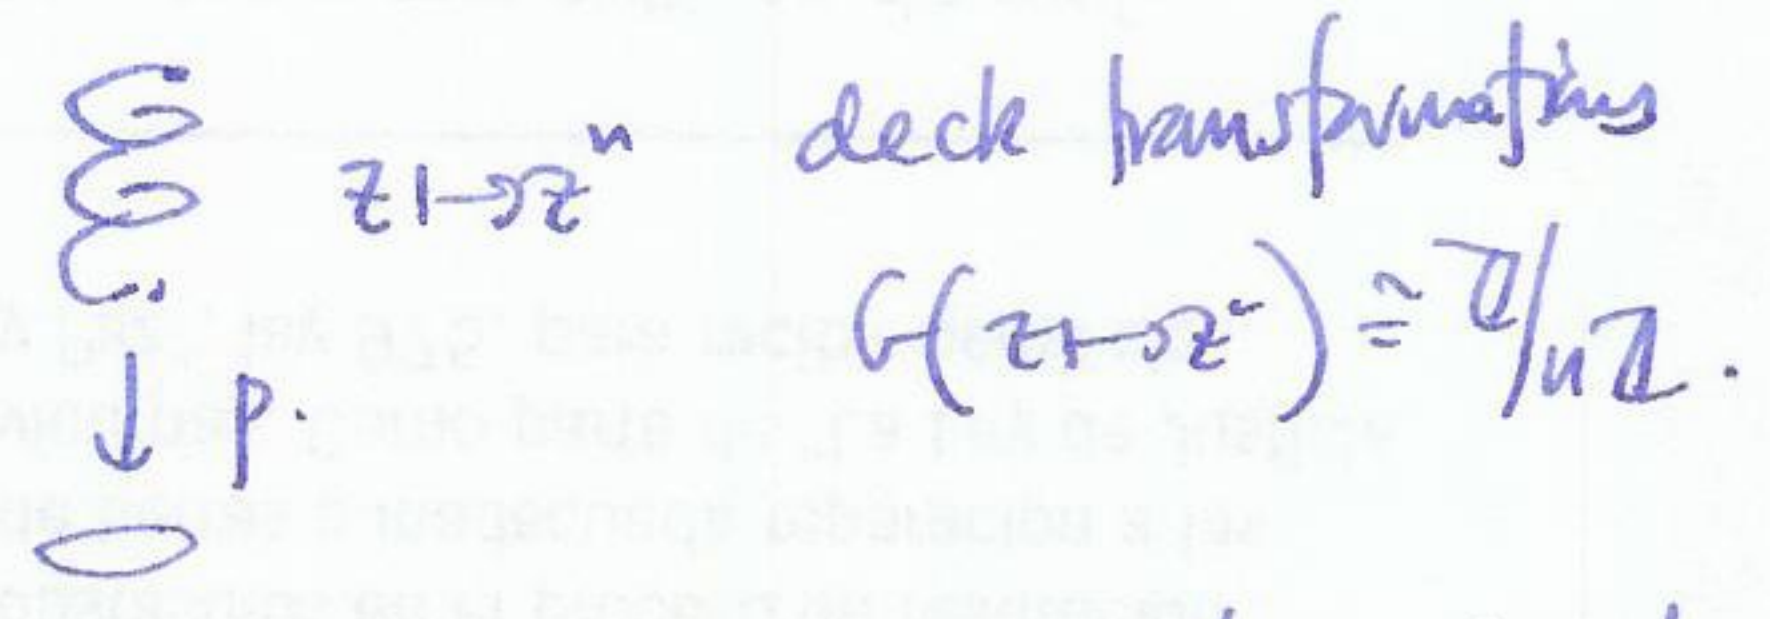 deck transformations
z ↦ z^n
G(z ↦ z^n) ≅ ℤ/nℤ.
p.